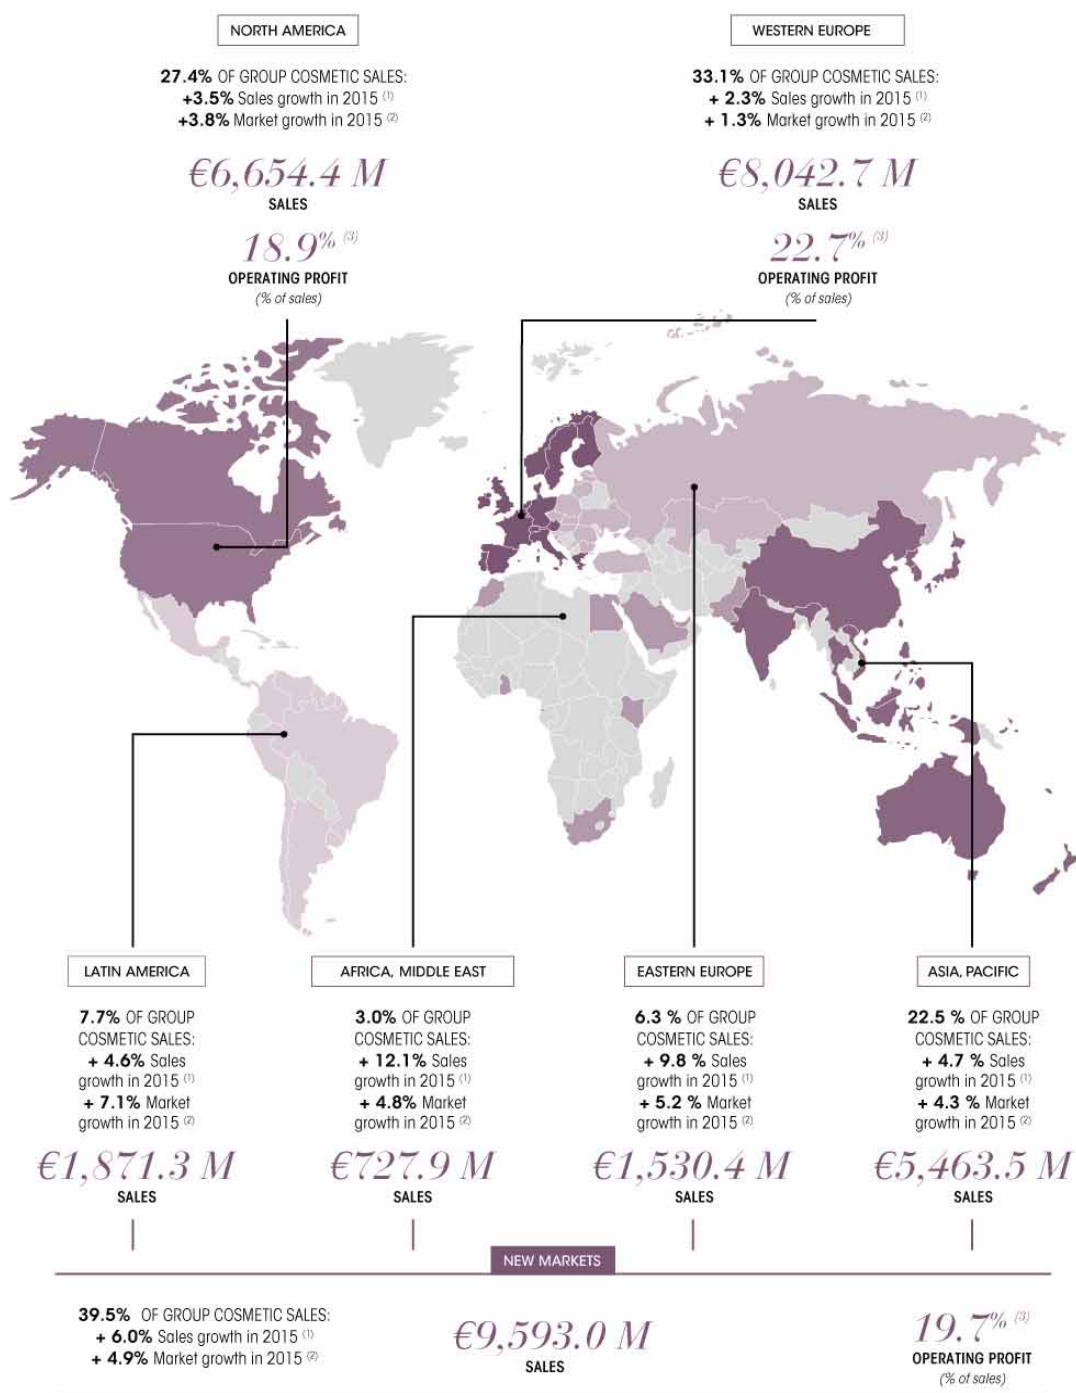 NORTH AMERICA
27.4% OF GROUP COSMETIC SALES:
+3.5% Sales growth in 2015 (1)
+3.8% Market growth in 2015 (2)
€6,654.4 M
SALES
18.9% (3)
OPERATING PROFIT
(% of sales)
WESTERN EUROPE
33.1% OF GROUP COSMETIC SALES:
+ 2.3% Sales growth in 2015 (1)
+ 1.3% Market growth in 2015 (2)
€8,042.7 M
SALES
22.7% (3)
OPERATING PROFIT
(% of sales)
LATIN AMERICA
7.7% OF GROUP
COSMETIC SALES:
+ 4.6% Sales
growth in 2015 (1)
+ 7.1% Market
growth in 2015 (2)
€1,871.3 M
SALES
AFRICA, MIDDLE EAST
3.0% OF GROUP
COSMETIC SALES:
+ 12.1% Sales
growth in 2015 (1)
+ 4.8% Market
growth in 2015 (2)
€727.9 M
SALES
EASTERN EUROPE
6.3 % OF GROUP
COSMETIC SALES:
+ 9.8 % Sales
growth in 2015 (1)
+ 5.2 % Market
growth in 2015 (2)
€1,530.4 M
SALES
ASIA, PACIFIC
22.5 % OF GROUP
COSMETIC SALES:
+ 4.7 % Sales
growth in 2015 (1)
+ 4.3 % Market
growth in 2015 (2)
€5,463.5 M
SALES
NEW MARKETS
39.5% OF GROUP COSMETIC SALES:
+ 6.0% Sales growth in 2015 (1)
+ 4.9% Market growth in 2015 (2)
€9,593.0 M
SALES
19.7% (3)
OPERATING PROFIT
(% of sales)